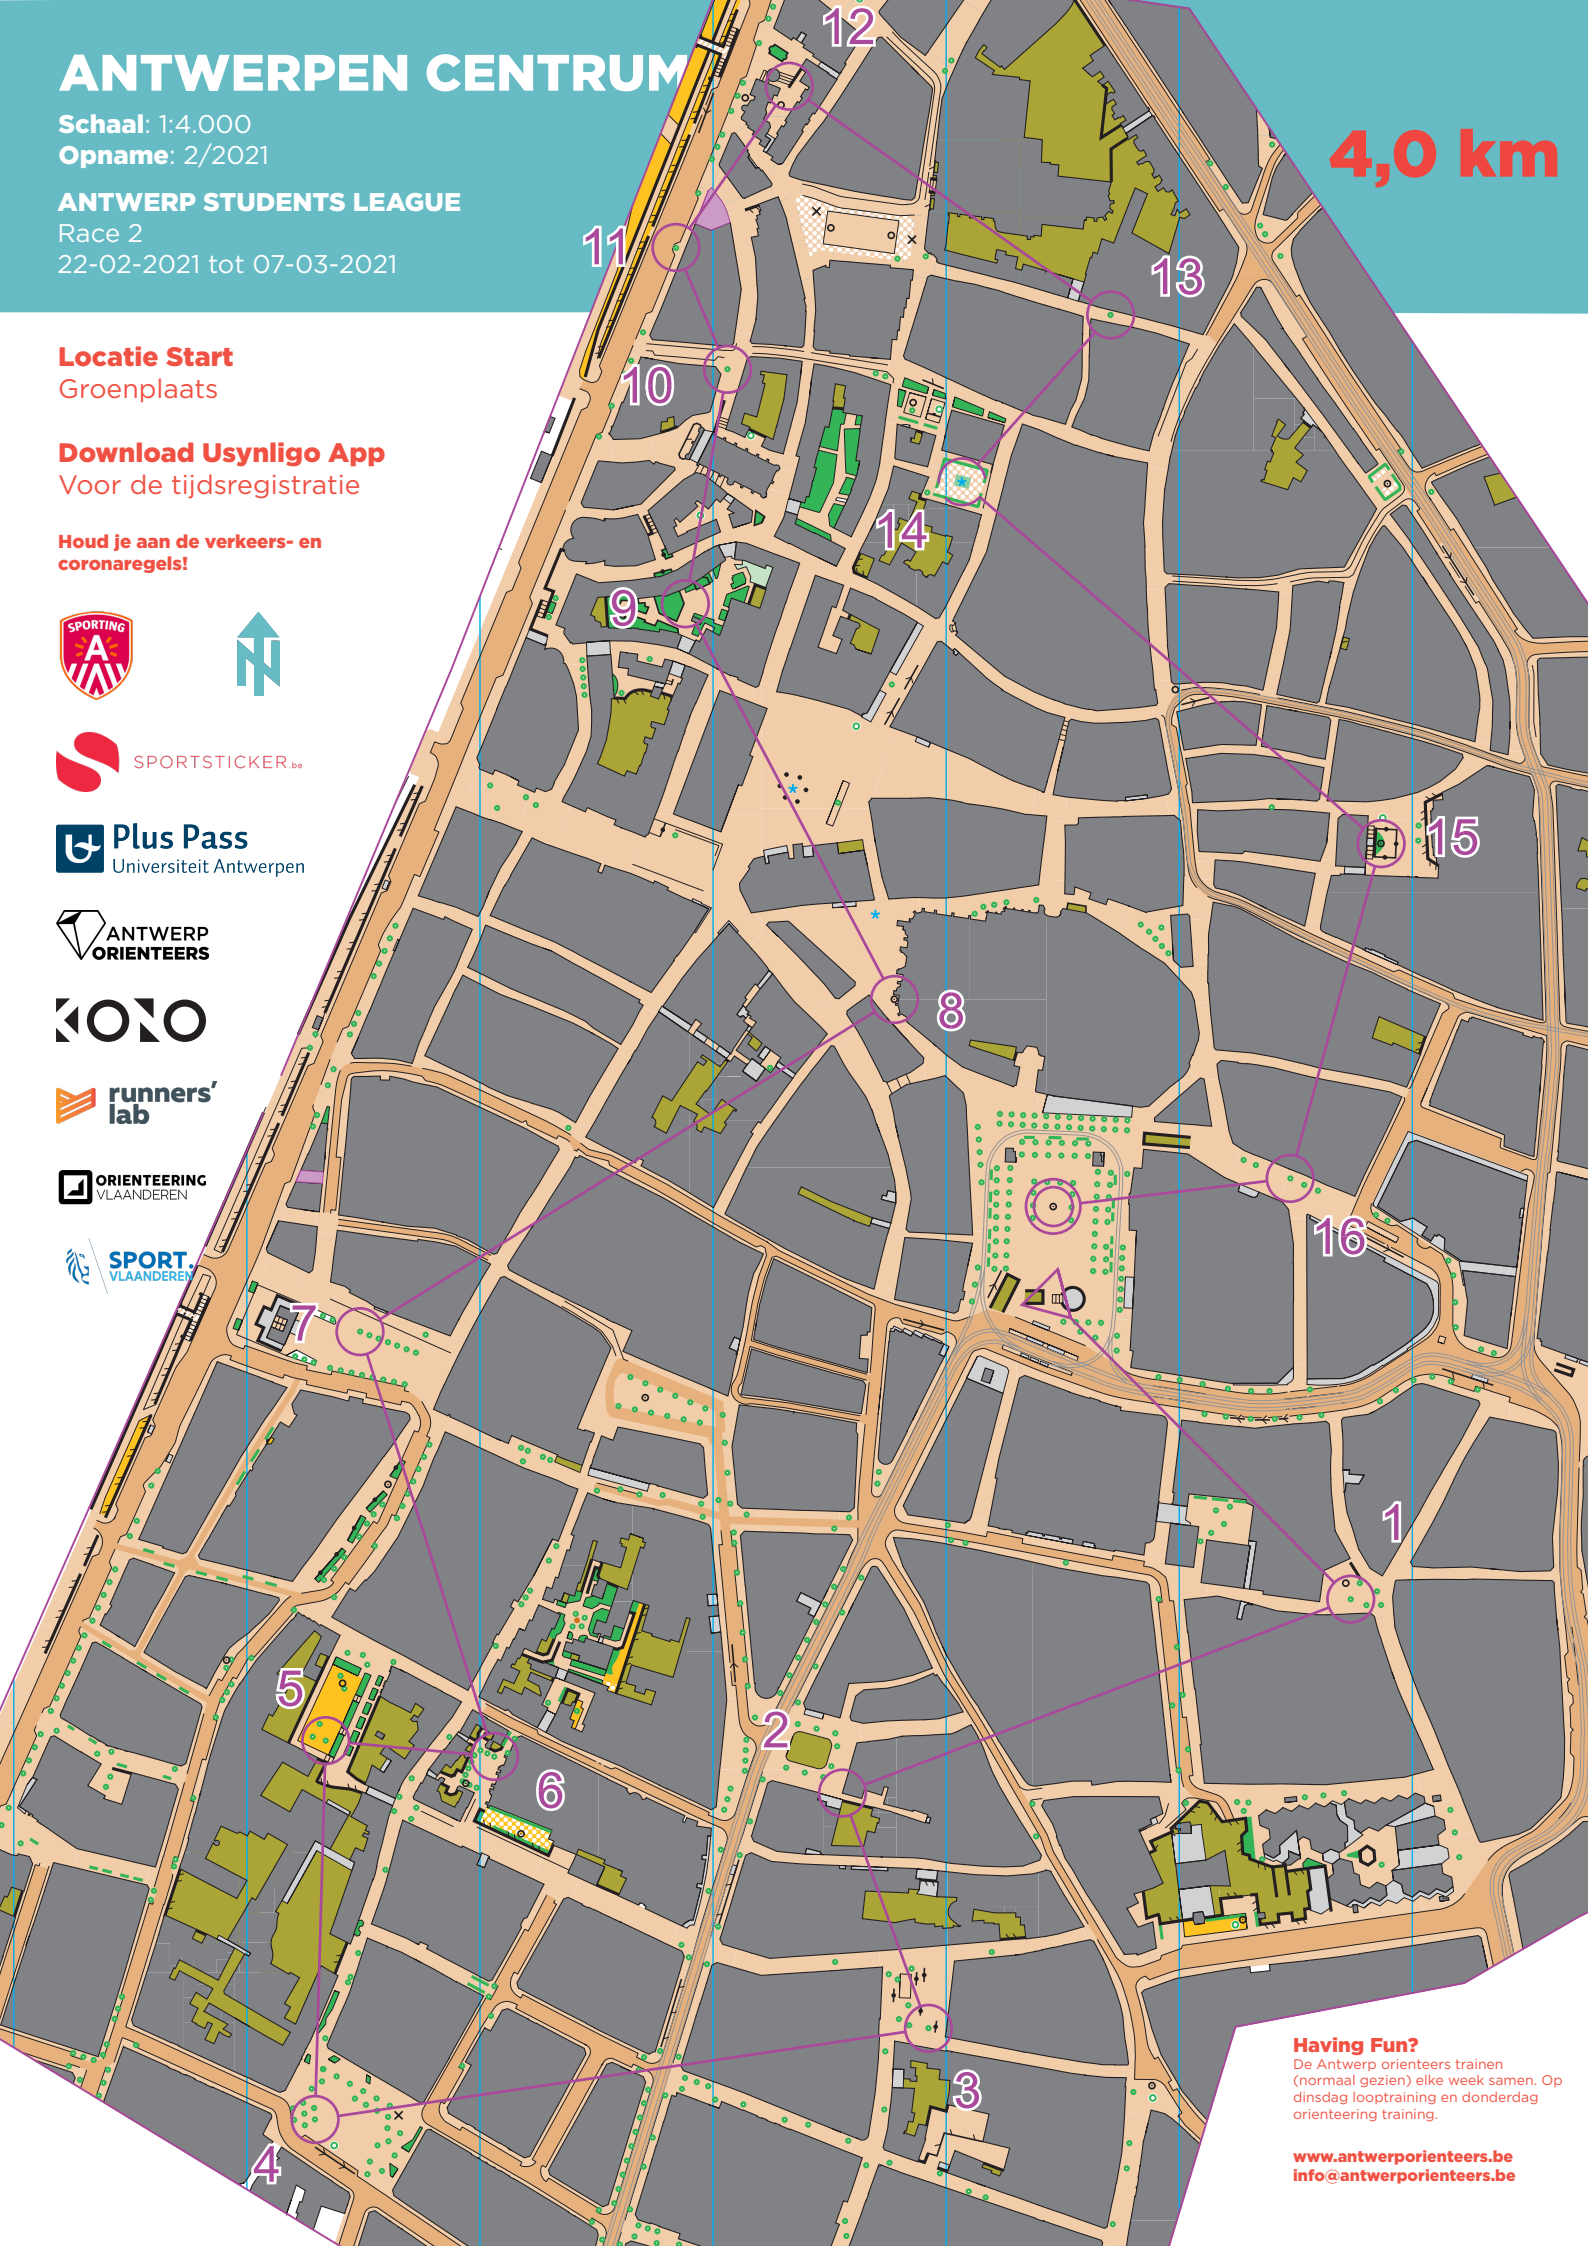 ANTWERPEN CENTRUM
Schaal: 1:4.000
Opname: 2/2021
ANTWERP STUDENTS LEAGUE
Race 2
22-02-2021 tot 07-03-2021
4,0 km
Locatie Start
Groenplaats
Download Usynligo App
Voor de tijdsregistratie
Houd je aan de verkeers- en
coronaregels!
SPORTING
A
SPORTSTICKER.be
Plus Pass
Universiteit Antwerpen
ANTWERP
ORIENTEERS
KOZO
runners'
lab
ORIENTEERING
VLAANDEREN
SPORT.
VLAANDEREN
12
11
13
10
14
9
15
8
16
7
1
5
2
6
3
4
Having Fun?
De Antwerp orienteers trainen
(normaal gezien) elke week samen. Op
dinsdag looptraining en donderdag
orienteering training.
www.antwerporienteers.be
info@antwerporienteers.be